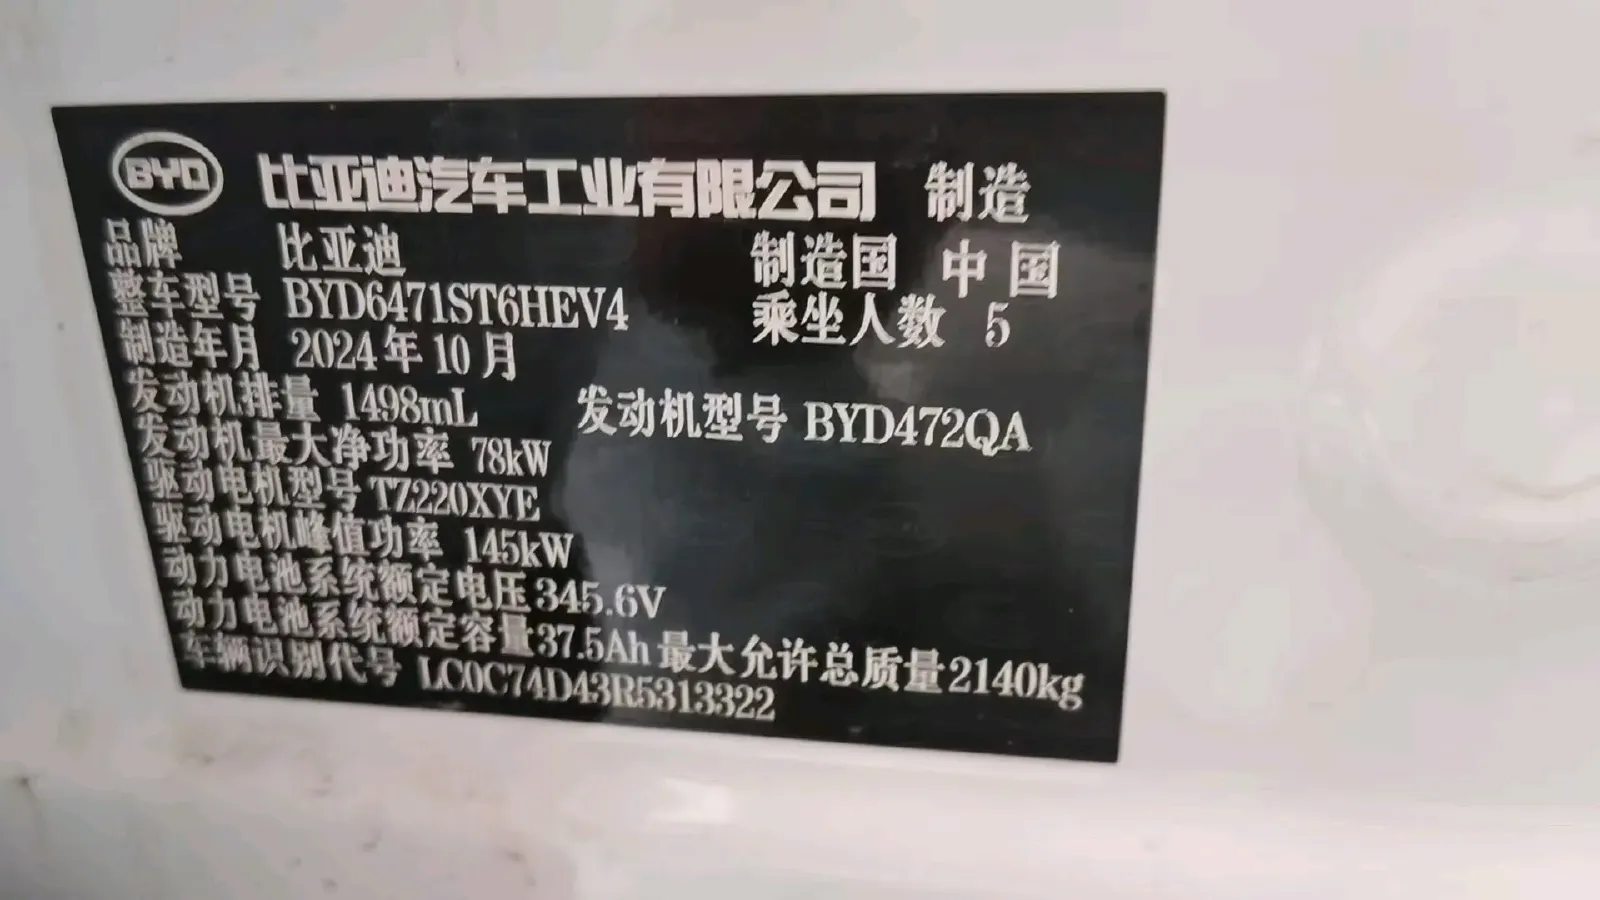 BYD 比亚迪汽车工业有限公司 制造
品牌 比亚迪 制造国 中国
整车型号 BYD6471ST6HEV4 乘坐人数 5
制造年月 2024年10月
发动机排量 1498mL 发动机型号 BYD472QA
发动机最大净功率 78kW
驱动电机型号 TZ220XYE
驱动电机峰值功率 145kW
动力电池系统额定电压 345.6V
动力电池系统额定容量 37.5Ah 最大允许总质量 2140kg
车辆识别代号 LC0C74D43R5313322